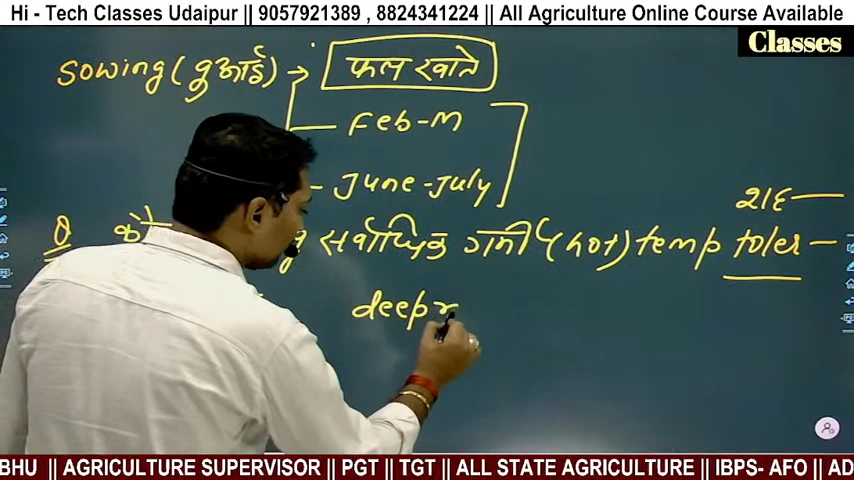 Hi - Tech Classes Udaipur || 9057921389 , 8824341224 || All Agriculture Online Course Available
Classes
Sowing (बुआई) → फल खाते
Feb-M
- June-July
सह —
Q सर्वाधिक गर्मी (hot) temp toler —
deep r
BHU || AGRICULTURE SUPERVISOR || PGT || TGT || ALL STATE AGRICULTURE || IBPS- AFO || AD